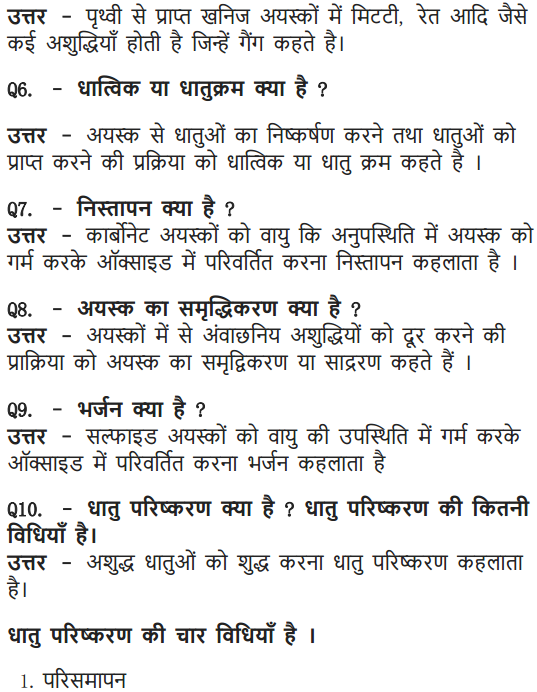 उत्तर - पृथ्वी से प्राप्त खनिज अयस्कों में मिटटी, रेत आदि जैसे
कई अशुद्धियाँ होती है जिन्हें गैंग कहते है।
Q6. - धात्विक या धातुक्रम क्या है ?
उत्तर - अयस्क से धातुओं का निष्कर्षण करने तथा धातुओं को
प्राप्त करने की प्रक्रिया को धात्विक या धातु क्रम कहते है ।
Q7. - निस्तापन क्या है ?
उत्तर - कार्बोनेट अयस्कों को वायु कि अनुपस्थिति में अयस्क को
गर्म करके ऑक्साइड में परिवर्तित करना निस्तापन कहलाता है ।
Q8. - अयस्क का समृद्धिकरण क्या है ?
उत्तर - अयस्कों में से अंवाछनिय अशुद्धियों को दूर करने की
प्राक्रिया को अयस्क का समृद्विकरण या साद्ररण कहते हैं ।
Q9. - भर्जन क्या है ?
उत्तर - सल्फाइड अयस्कों को वायु की उपस्थिति में गर्म करके
ऑक्साइड में परिवर्तित करना भर्जन कहलाता है
Q10. - धातु परिष्करण क्या है ? धातु परिष्करण की कितनी
विधियाँ है।
उत्तर - अशुद्ध धातुओं को शुद्ध करना धातु परिष्करण कहलाता
है।
धातु परिष्करण की चार विधियाँ है ।
1. परिसमापन